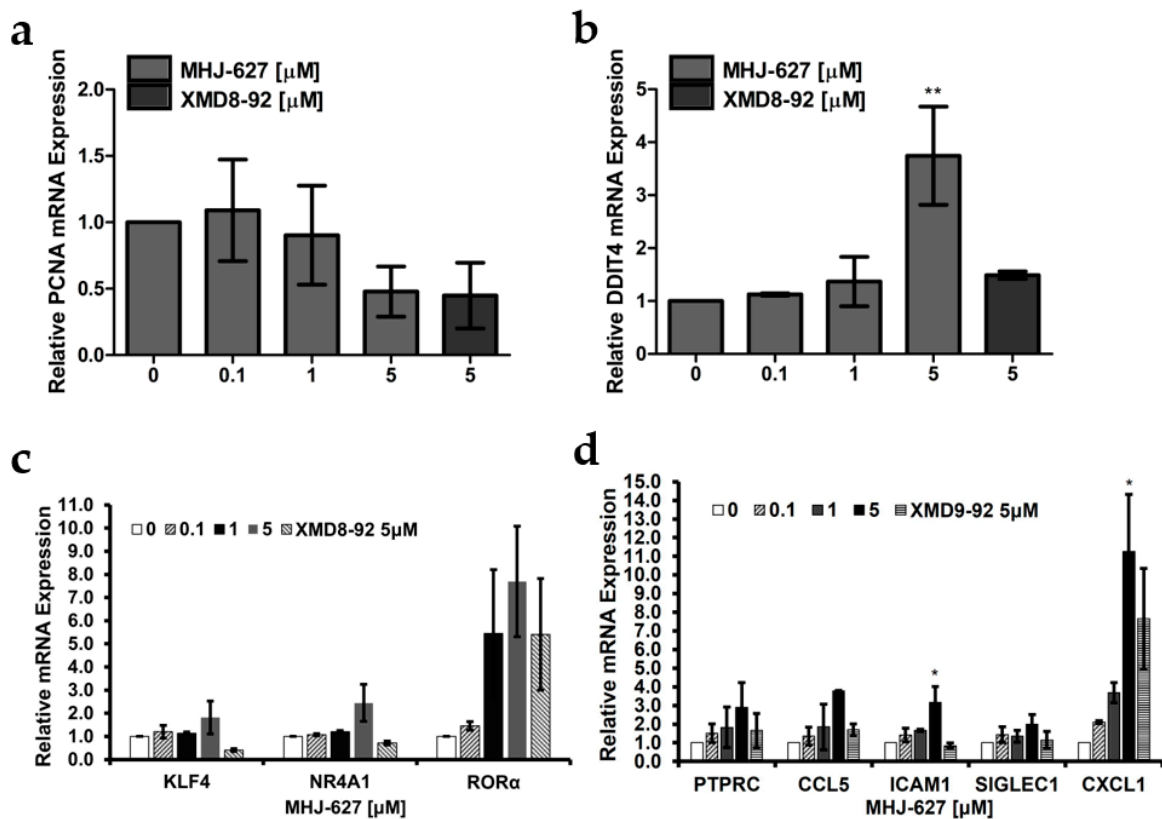 a
MHJ-627 [μM]
XMD8-92 [μM]
Relative PCNA mRNA Expression
2.0
1.5
1.0
0.5
0.0
0 0.1 1 5 5
b
MHJ-627 [μM]
XMD8-92 [μM]
Relative DDIT4 mRNA Expression
5
4
3
2
1
0
**
0 0.1 1 5 5
c
Relative mRNA Expression
11.0
10.0
9.0
8.0
7.0
6.0
5.0
4.0
3.0
2.0
1.0
0.0
0 0.1 1 5 XMD8-92 5μM
KLF4 NR4A1 RORα
MHJ-627 [μM]
d
Relative mRNA Expression
15.0
14.0
13.0
12.0
11.0
10.0
9.0
8.0
7.0
6.0
5.0
4.0
3.0
2.0
1.0
0.0
0 0.1 1 5 XMD9-92 5μM
*
*
PTPRC CCL5 ICAM1 SIGLEC1 CXCL1
MHJ-627 [μM]